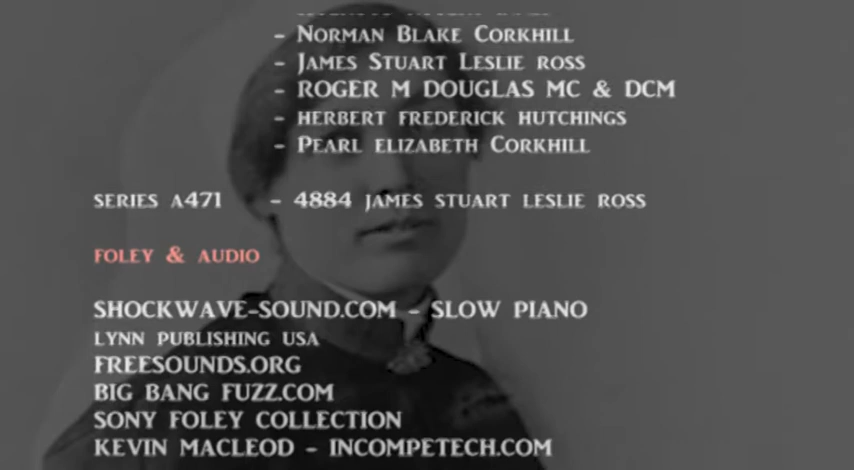 - Norman Blake Corkhill
- James Stuart Leslie ross
- ROGER M DOUGLAS MC & DCM
- HERBERT FREDERICK HUTCHINGS
- Pearl elizabeth Corkhill
SERIES A471 - 4884 JAMES STUART LESLIE ROSS
FOLEY & AUDIO
SHOCKWAVE-SOUND.COM - SLOW PIANO
LYNN PUBLISHING USA
FREESOUNDS.ORG
BIG BANG FUZZ.COM
SONY FOLEY COLLECTION
KEVIN MACLEOD - INCOMPETECH.COM